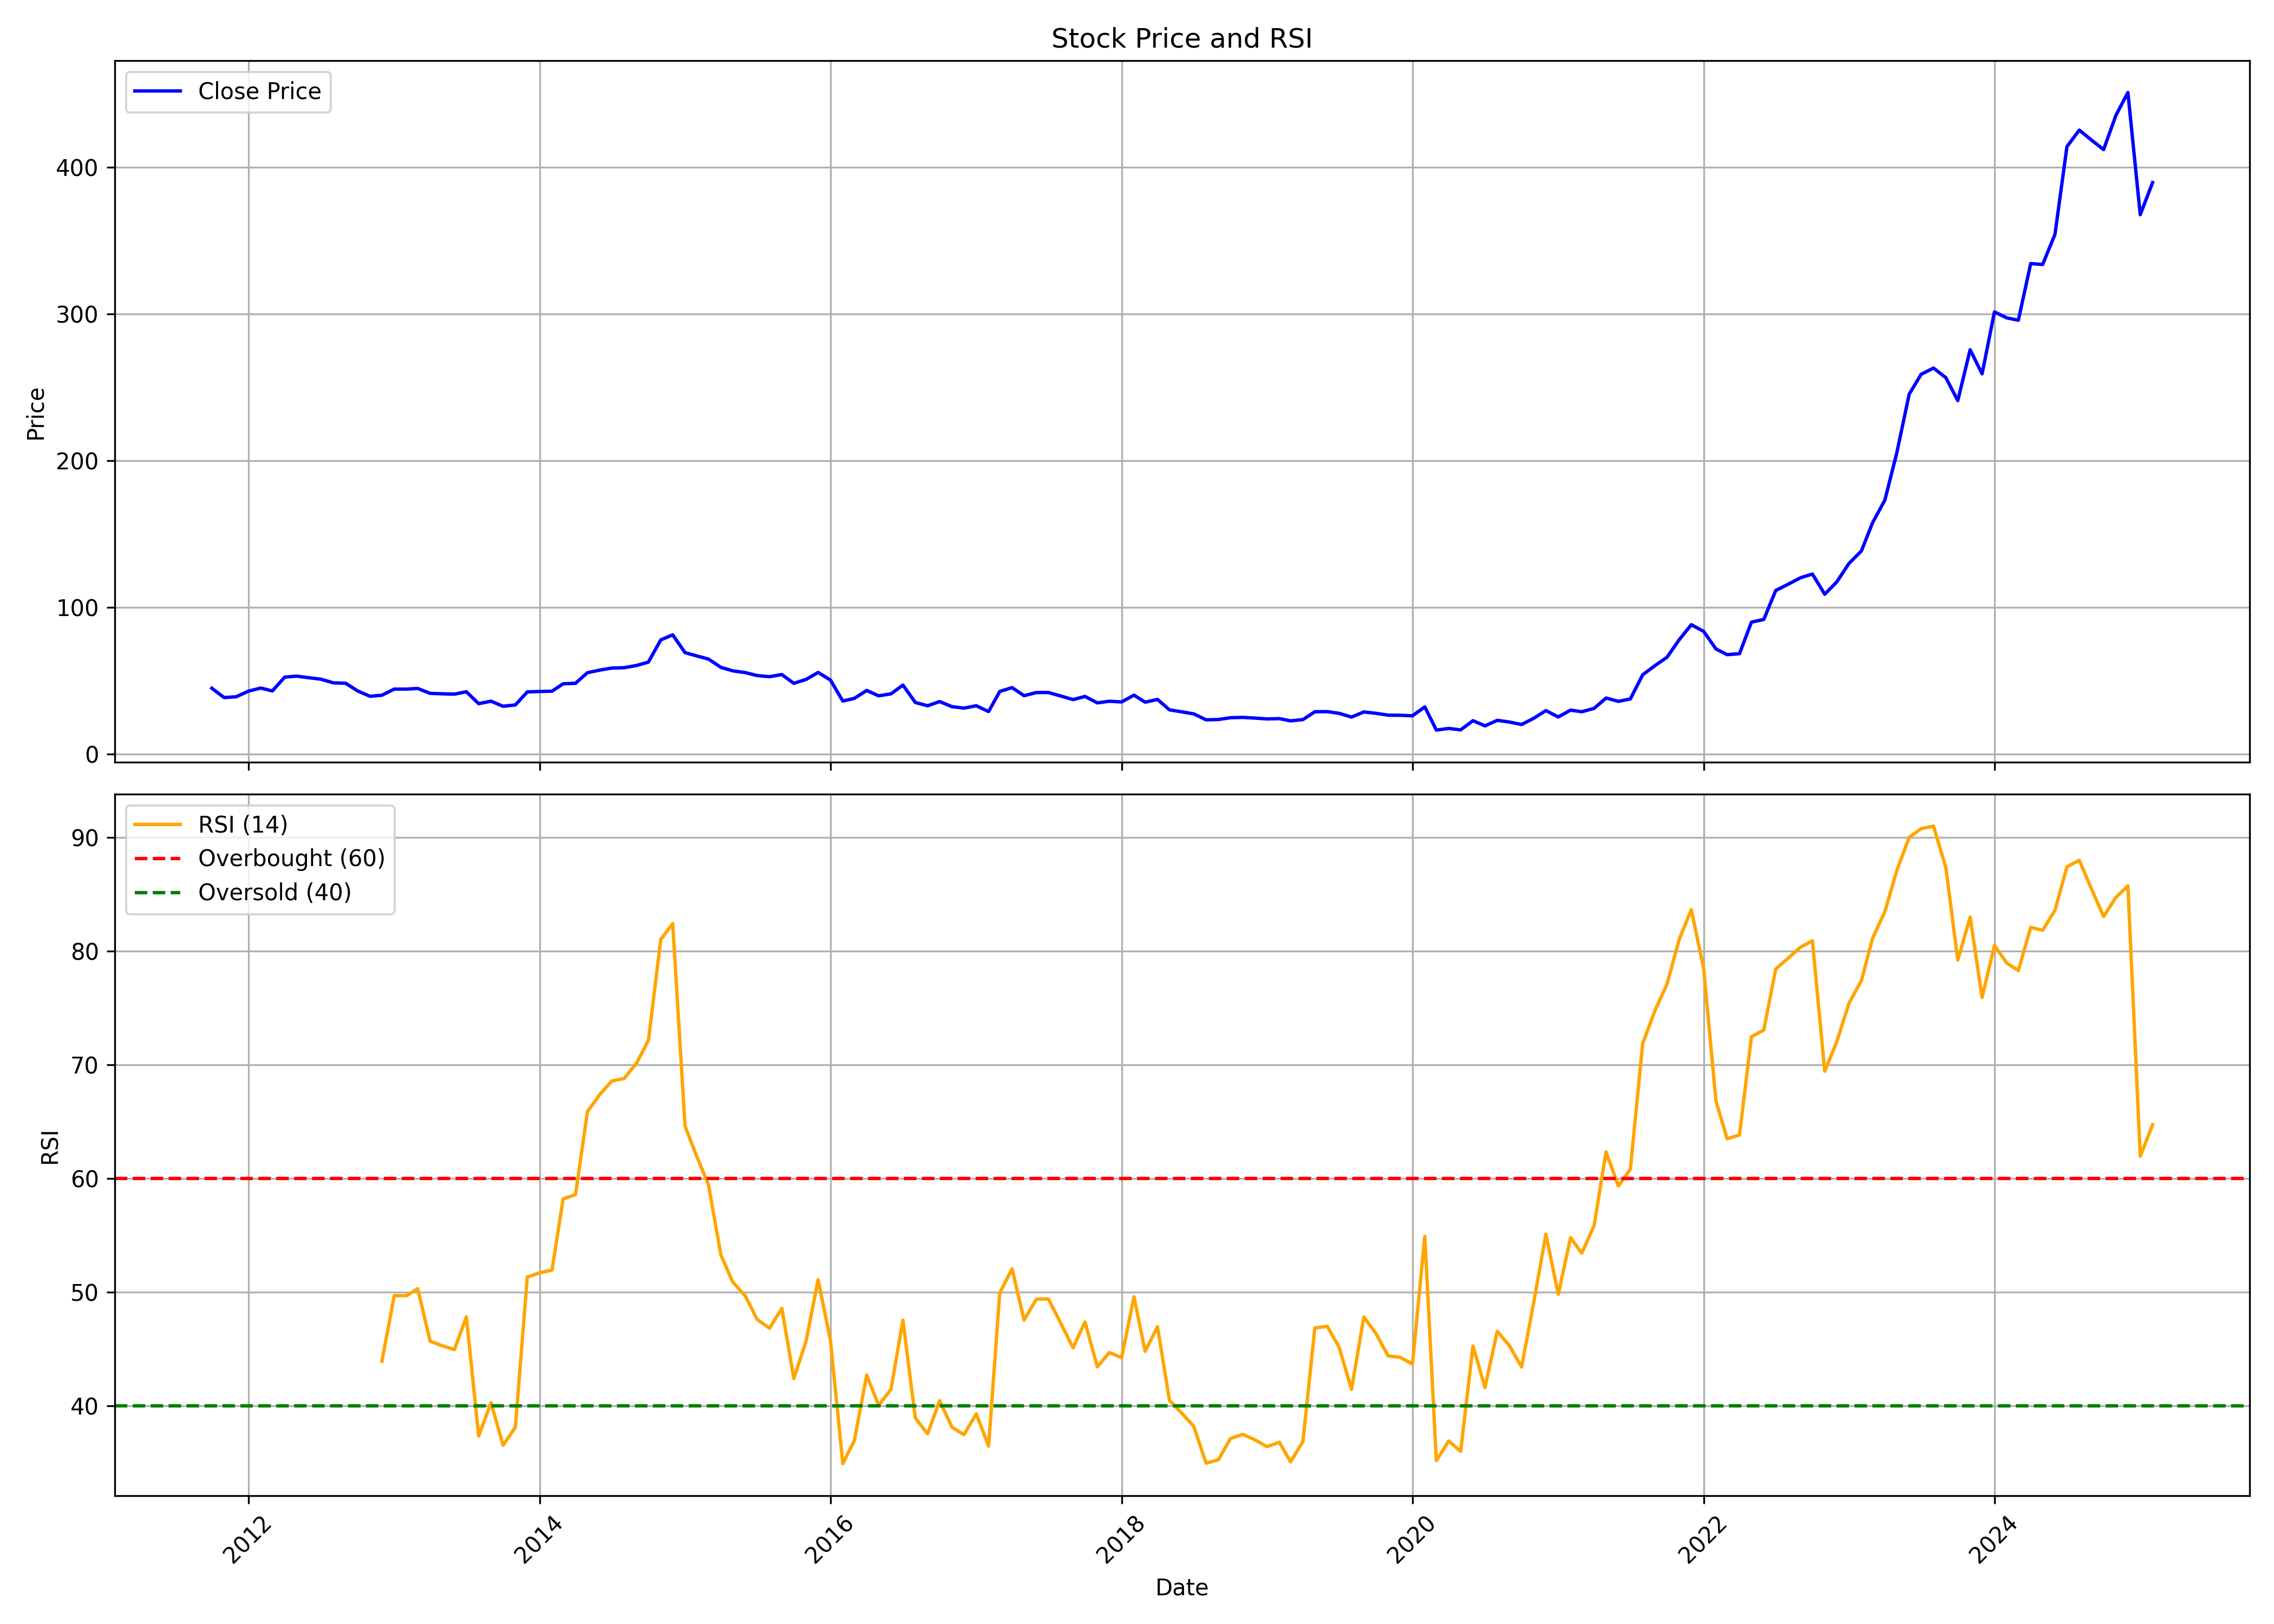 Stock Price and RSI
Close Price
400
300
200
100
0
Price
RSI (14)
Overbought (60)
Oversold (40)
90
80
70
60
50
40
RSI
2012
2014
2016
2018
2020
2022
2024
Date